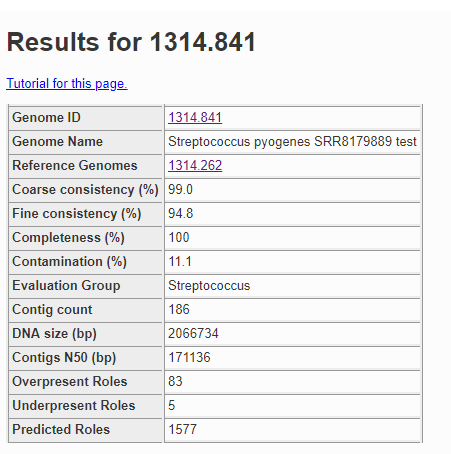 Results for 1314.841
Tutorial for this page.
Genome ID 1314.841
Genome Name Streptococcus pyogenes SRR8179889 test
Reference Genomes 1314.262
Coarse consistency (%) 99.0
Fine consistency (%) 94.8
Completeness (%) 100
Contamination (%) 11.1
Evaluation Group Streptococcus
Contig count 186
DNA size (bp) 2066734
Contigs N50 (bp) 171136
Overpresent Roles 83
Underpresent Roles 5
Predicted Roles 1577